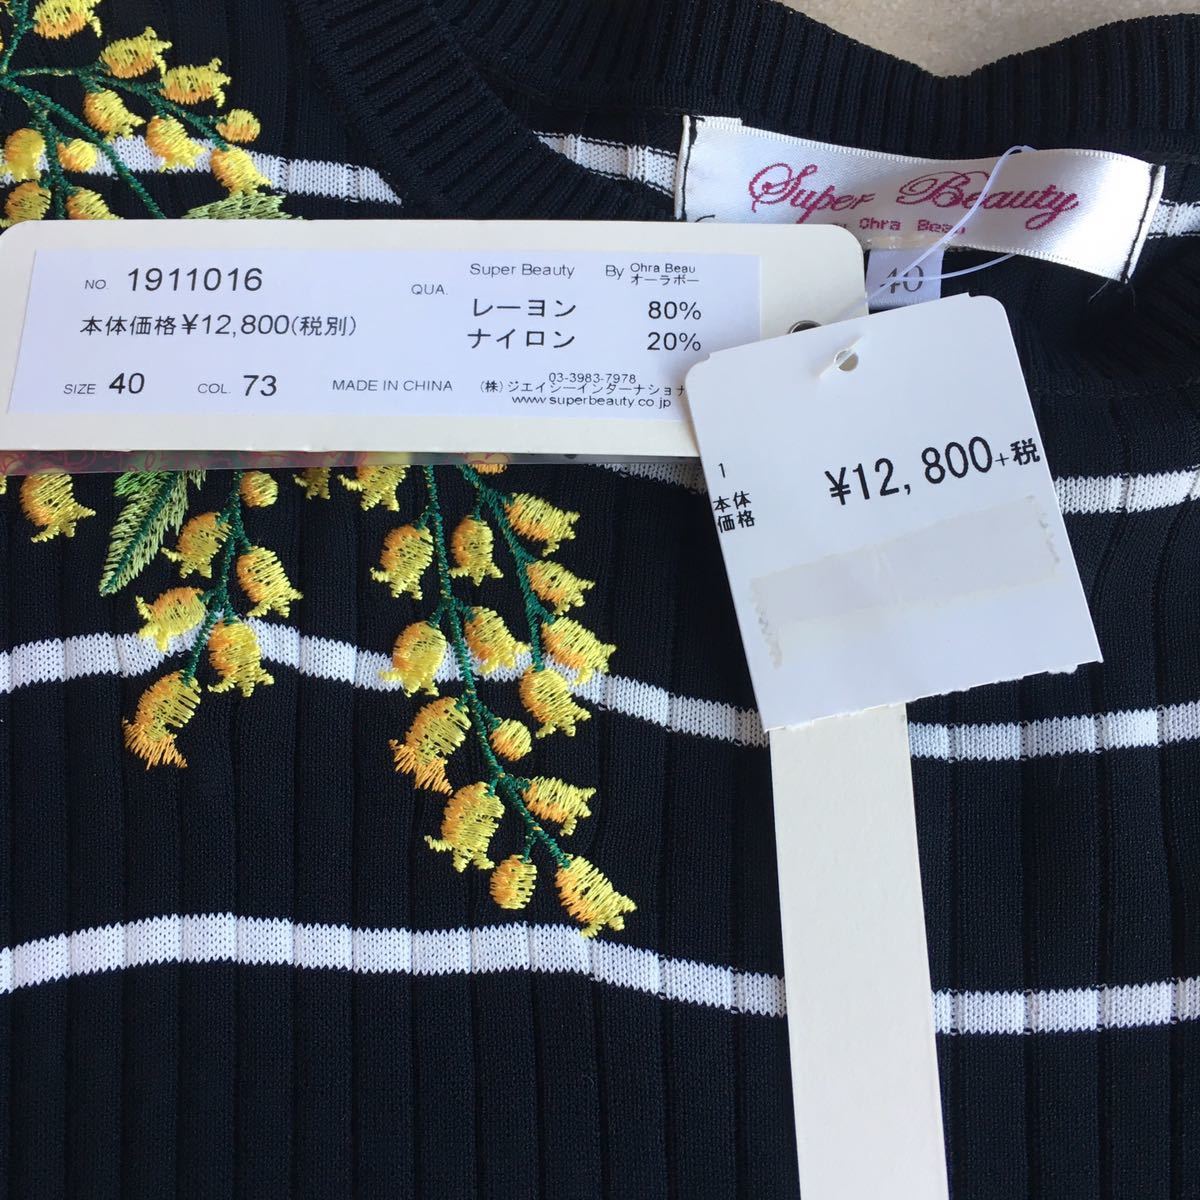 Super Beauty
Ohra Beau
40
NO. 1911016
本体価格¥12,800(税別)
SIZE 40 COL. 73
QUA.
Super Beauty By Ohra Beau
オーラボー
レーヨン 80%
ナイロン 20%
MADE IN CHINA
03-3983-7978
(株)ジエイシーインターナショナ
www.superbeauty.co.jp
1
本体
価格
¥12,800+税